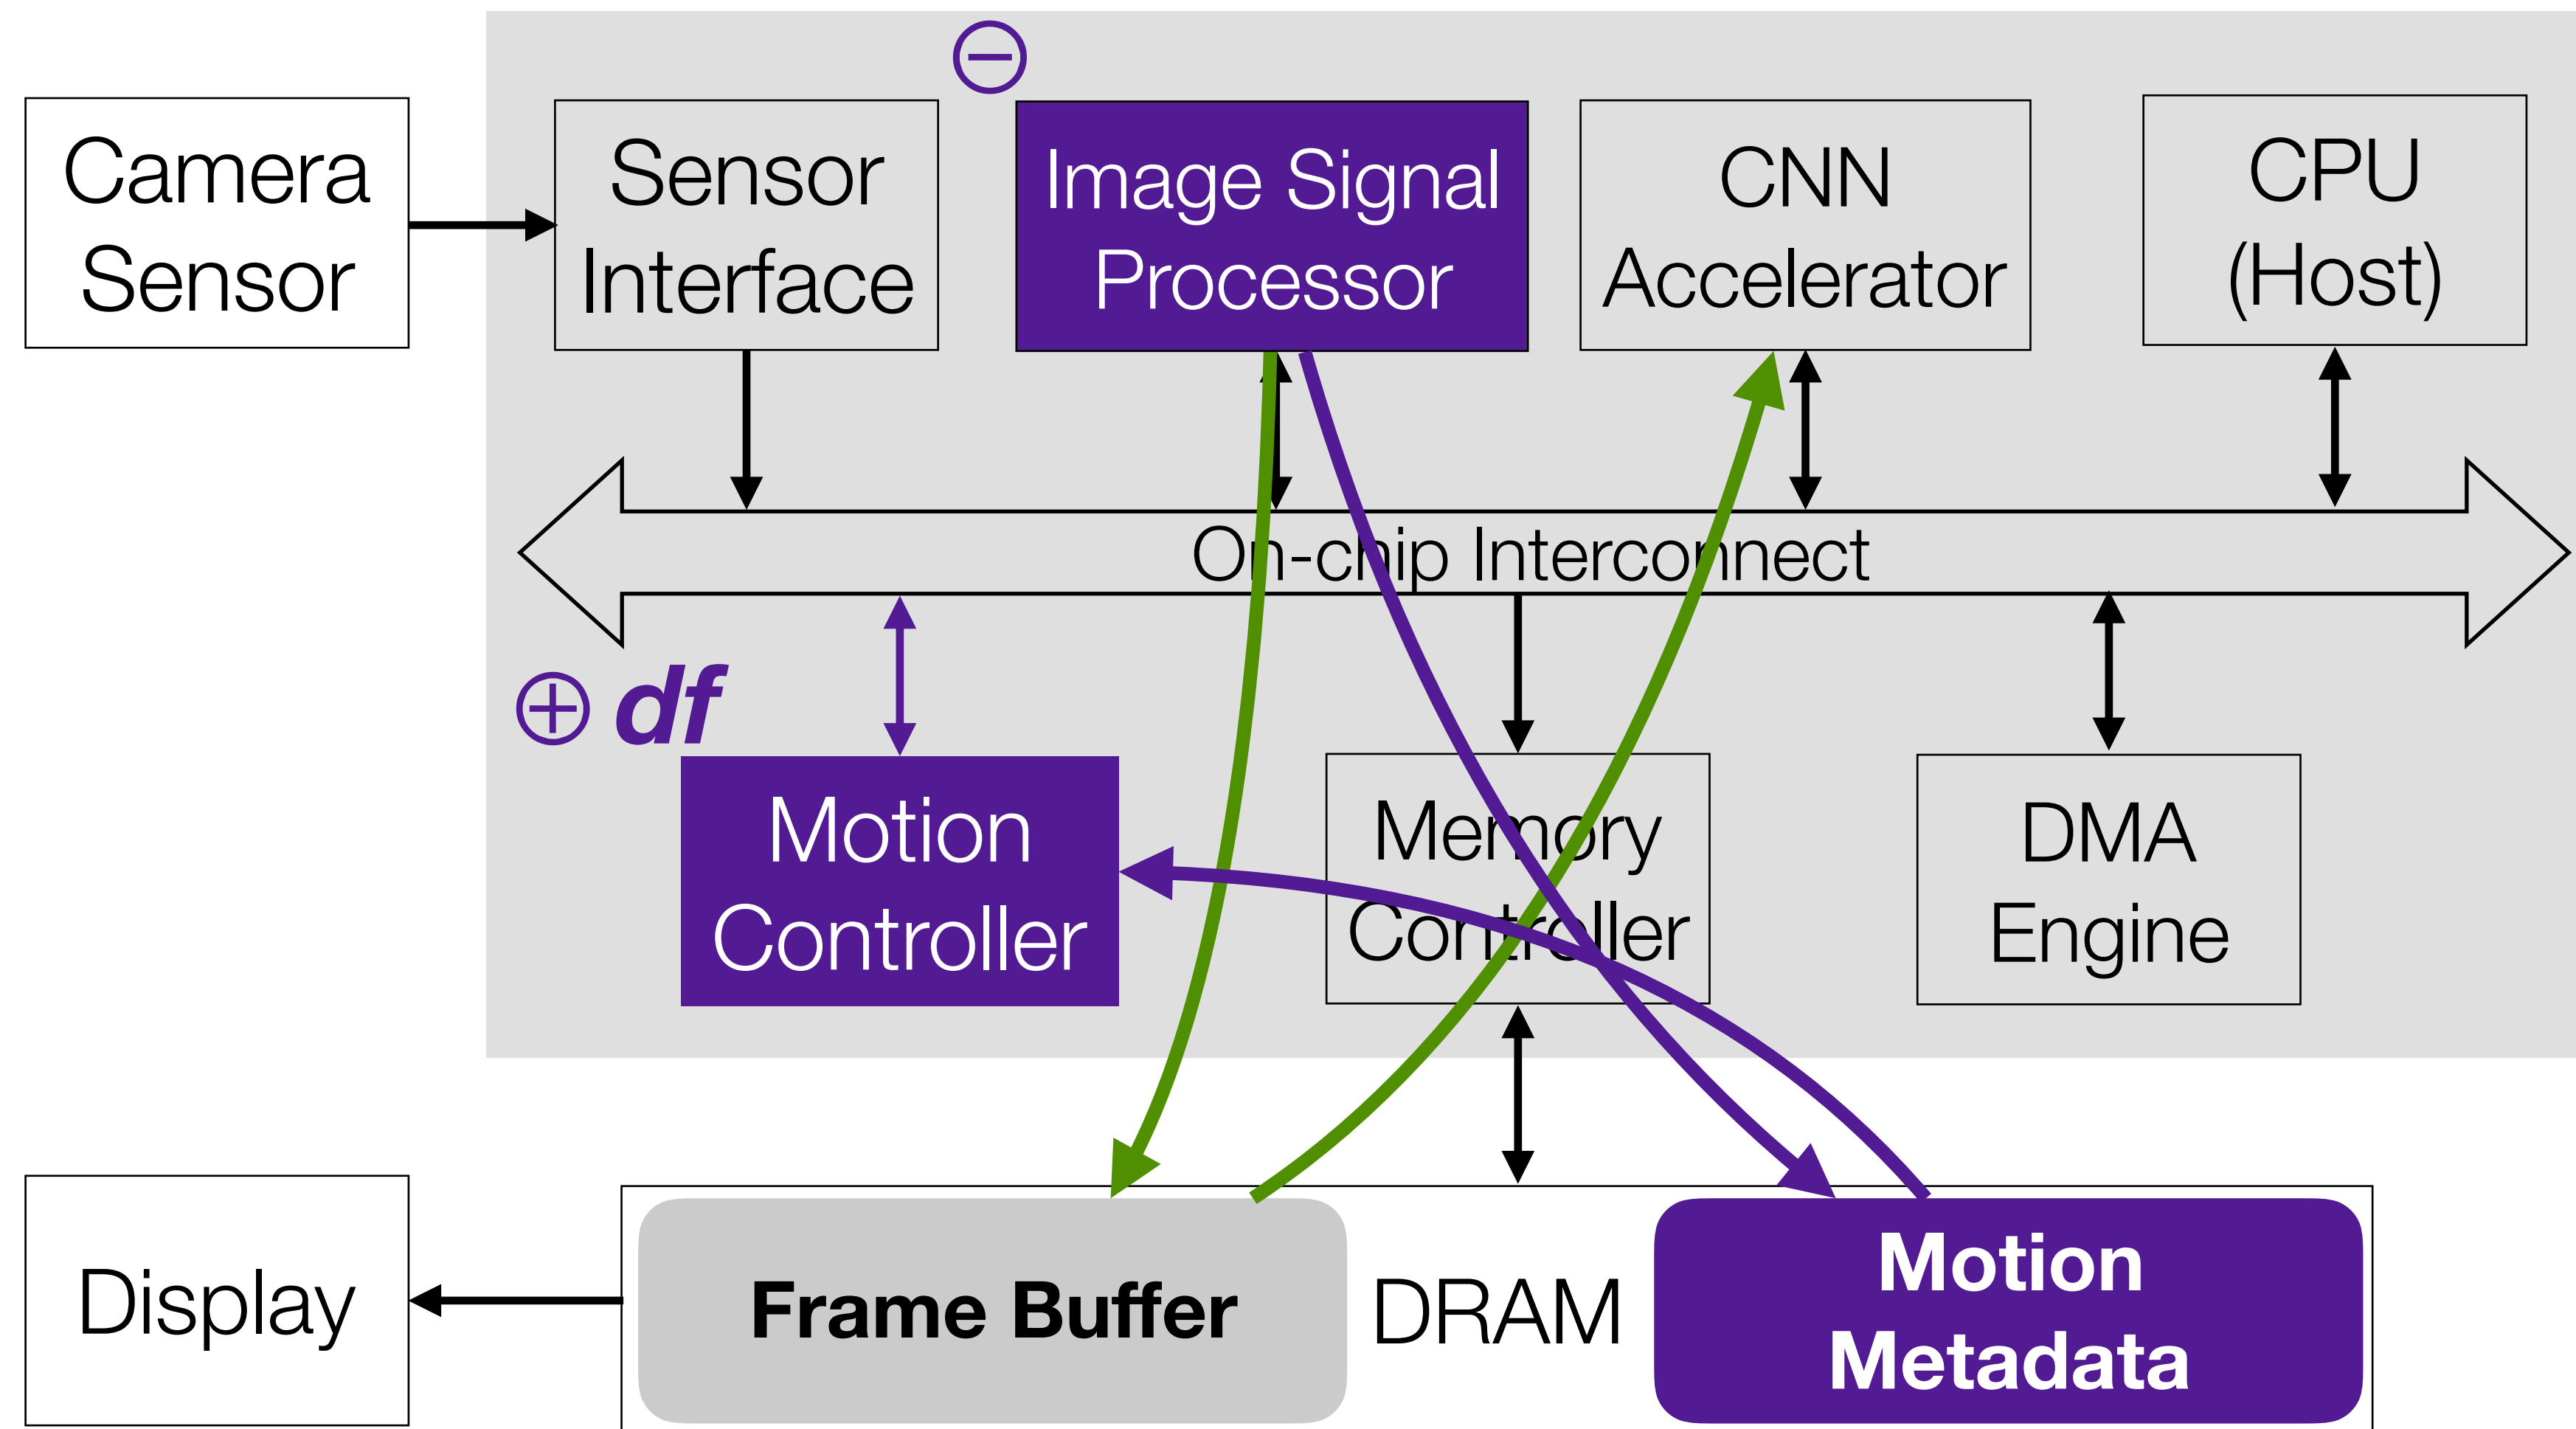 Camera
Sensor
Sensor
Interface
Image Signal
Processor
CNN
Accelerator
CPU
(Host)
On-chip Interconnect
df
Motion
Controller
Memory
Controller
DMA
Engine
Display
Frame Buffer
DRAM
Motion
Metadata